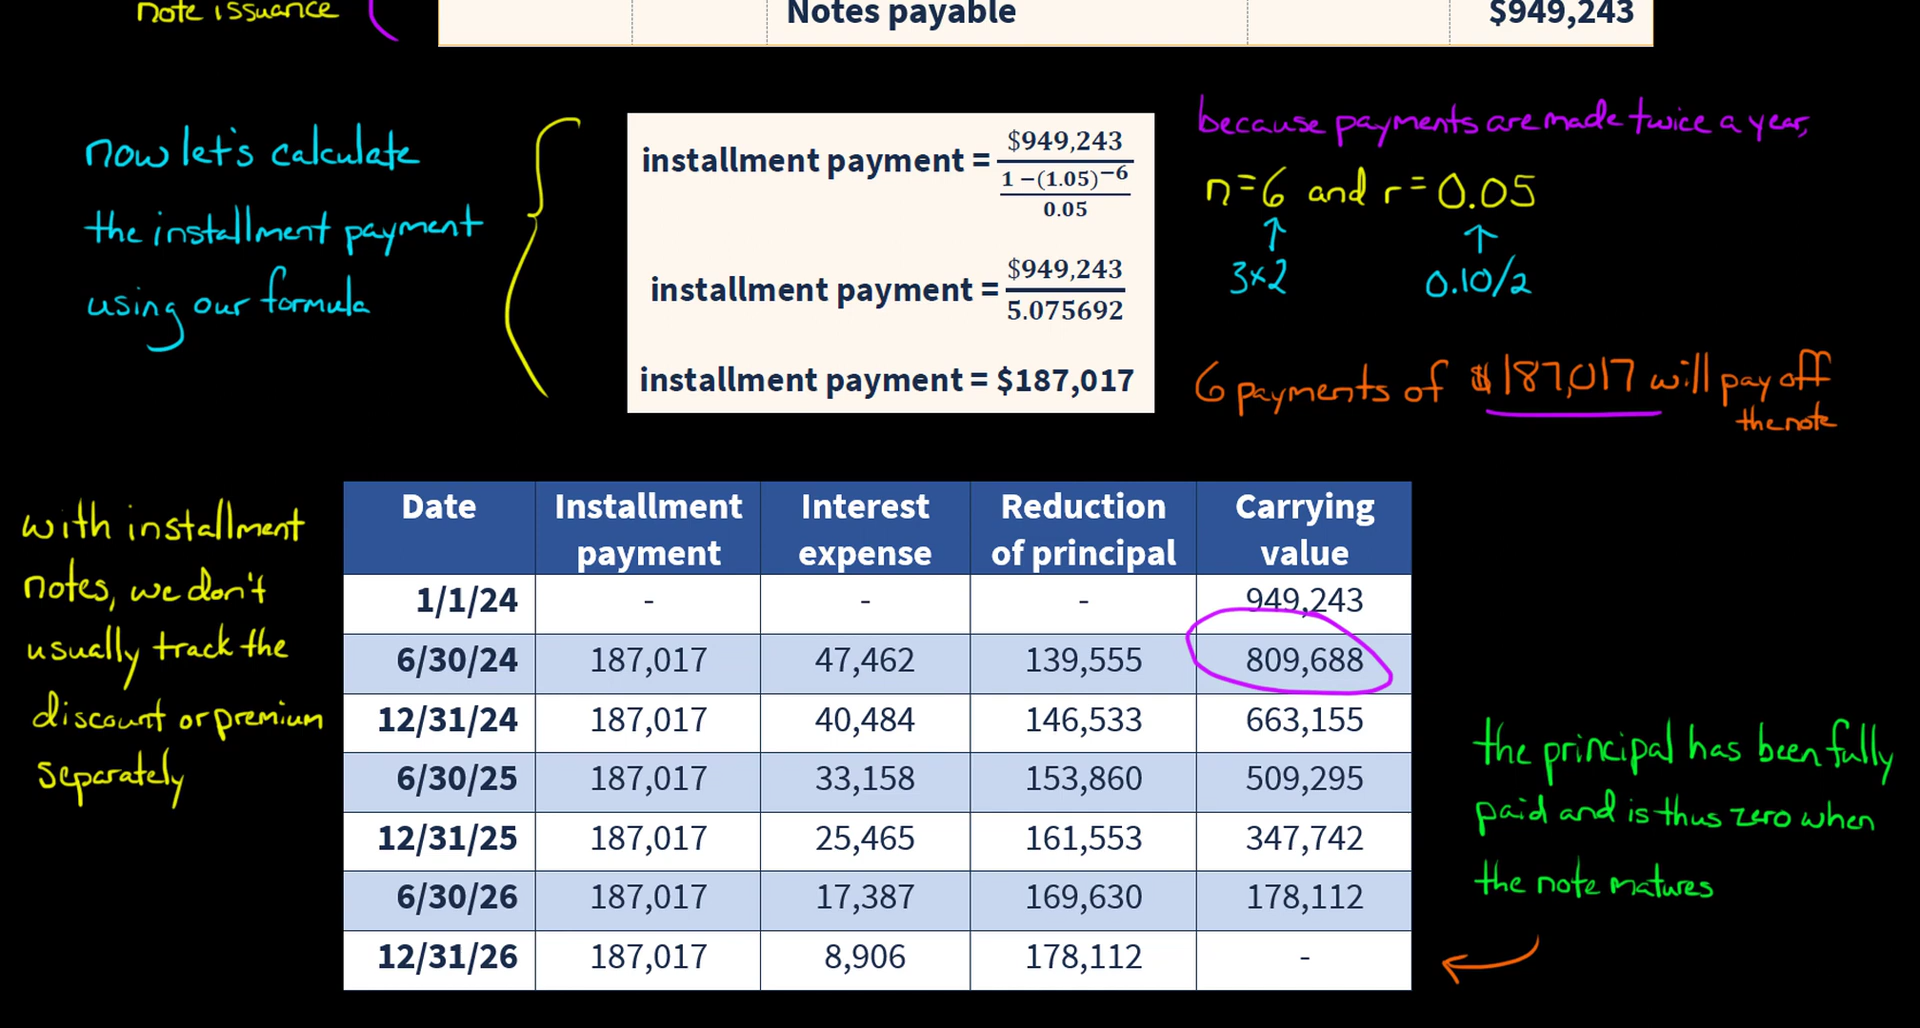 note issuance
Notes payable $949,243
now let's calculate
the installment payment
using our formula
installment payment = $949,243 / ((1 −(1.05)^−6) / 0.05)
installment payment = $949,243 / 5.075692
installment payment = $187,017
because payments are made twice a year,
n=6 and r=0.05
↑ ↑
3×2 0.10/2
6 payments of $187,017 will pay off
the note
with installment
notes, we don't
usually track the
discount or premium
separately
Date Installment payment Interest expense Reduction of principal Carrying value
1/1/24 - - - 949,243
6/30/24 187,017 47,462 139,555 809,688
12/31/24 187,017 40,484 146,533 663,155
6/30/25 187,017 33,158 153,860 509,295
12/31/25 187,017 25,465 161,553 347,742
6/30/26 187,017 17,387 169,630 178,112
12/31/26 187,017 8,906 178,112 -
the principal has been fully
paid and is thus zero when
the note matures